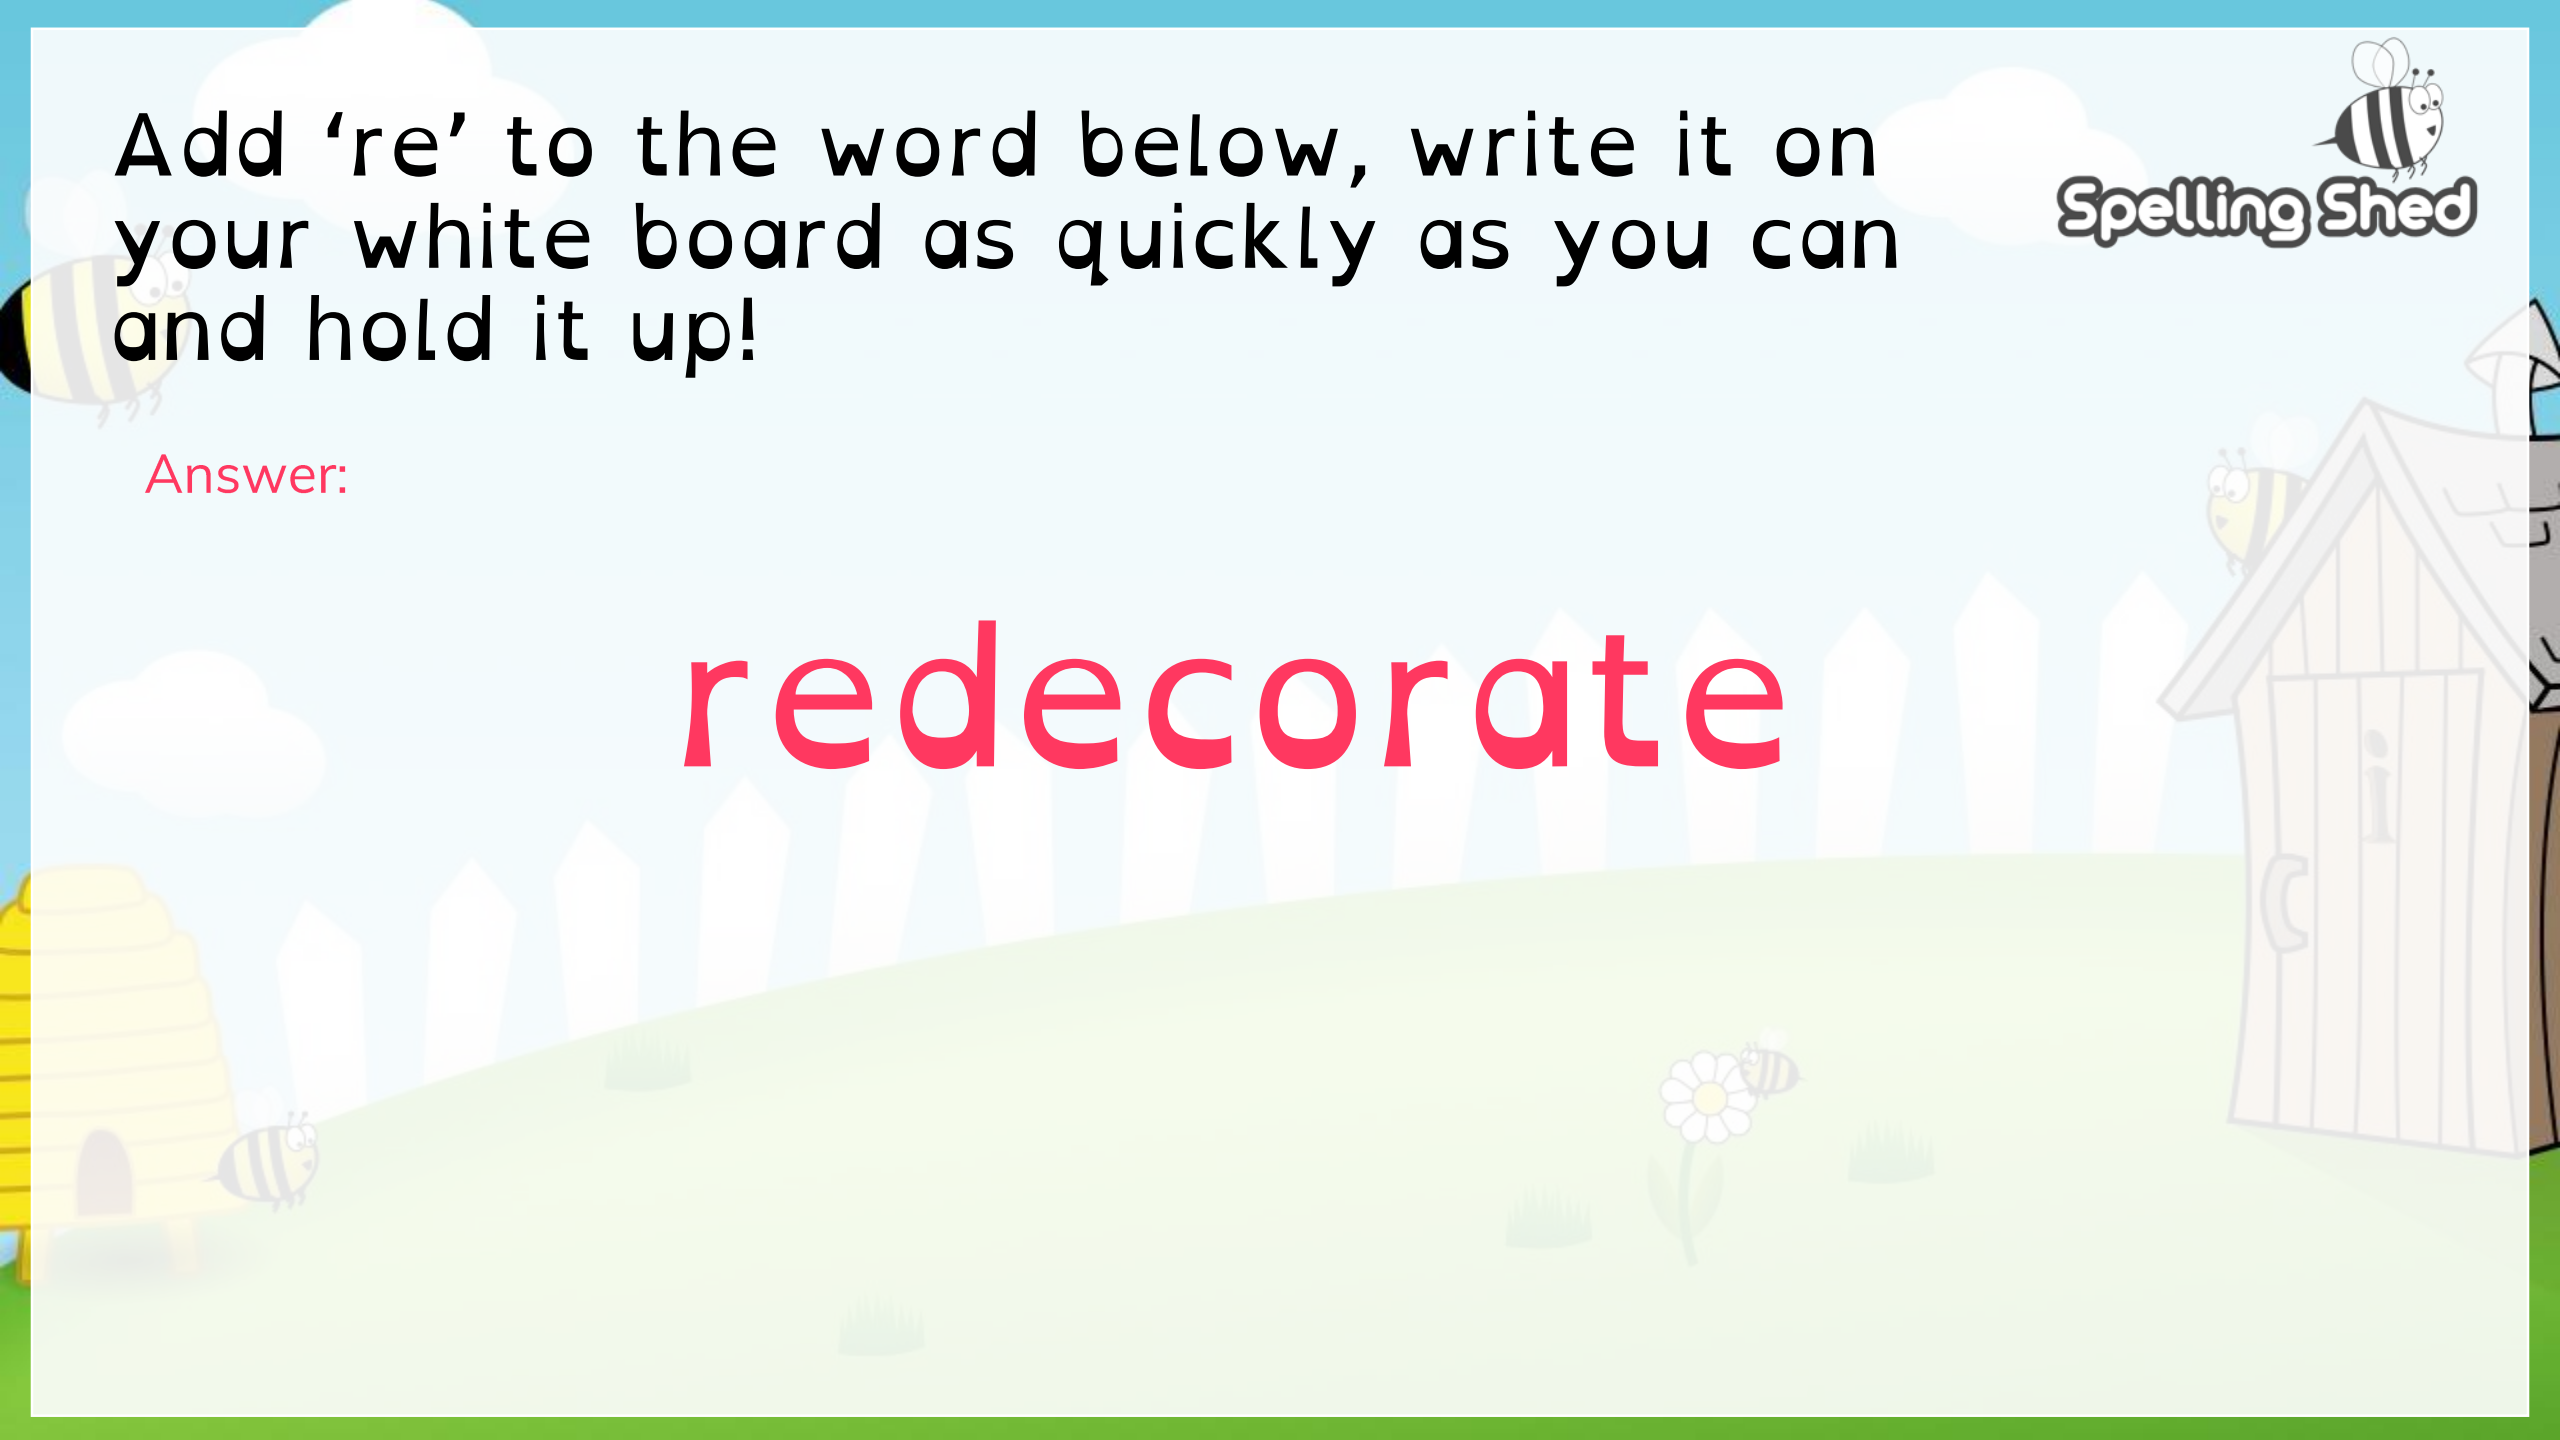 Add ‘re’ to the word below, write it on
your white board as quickly as you can
and hold it up!
Spelling Shed
Answer:
redecorate